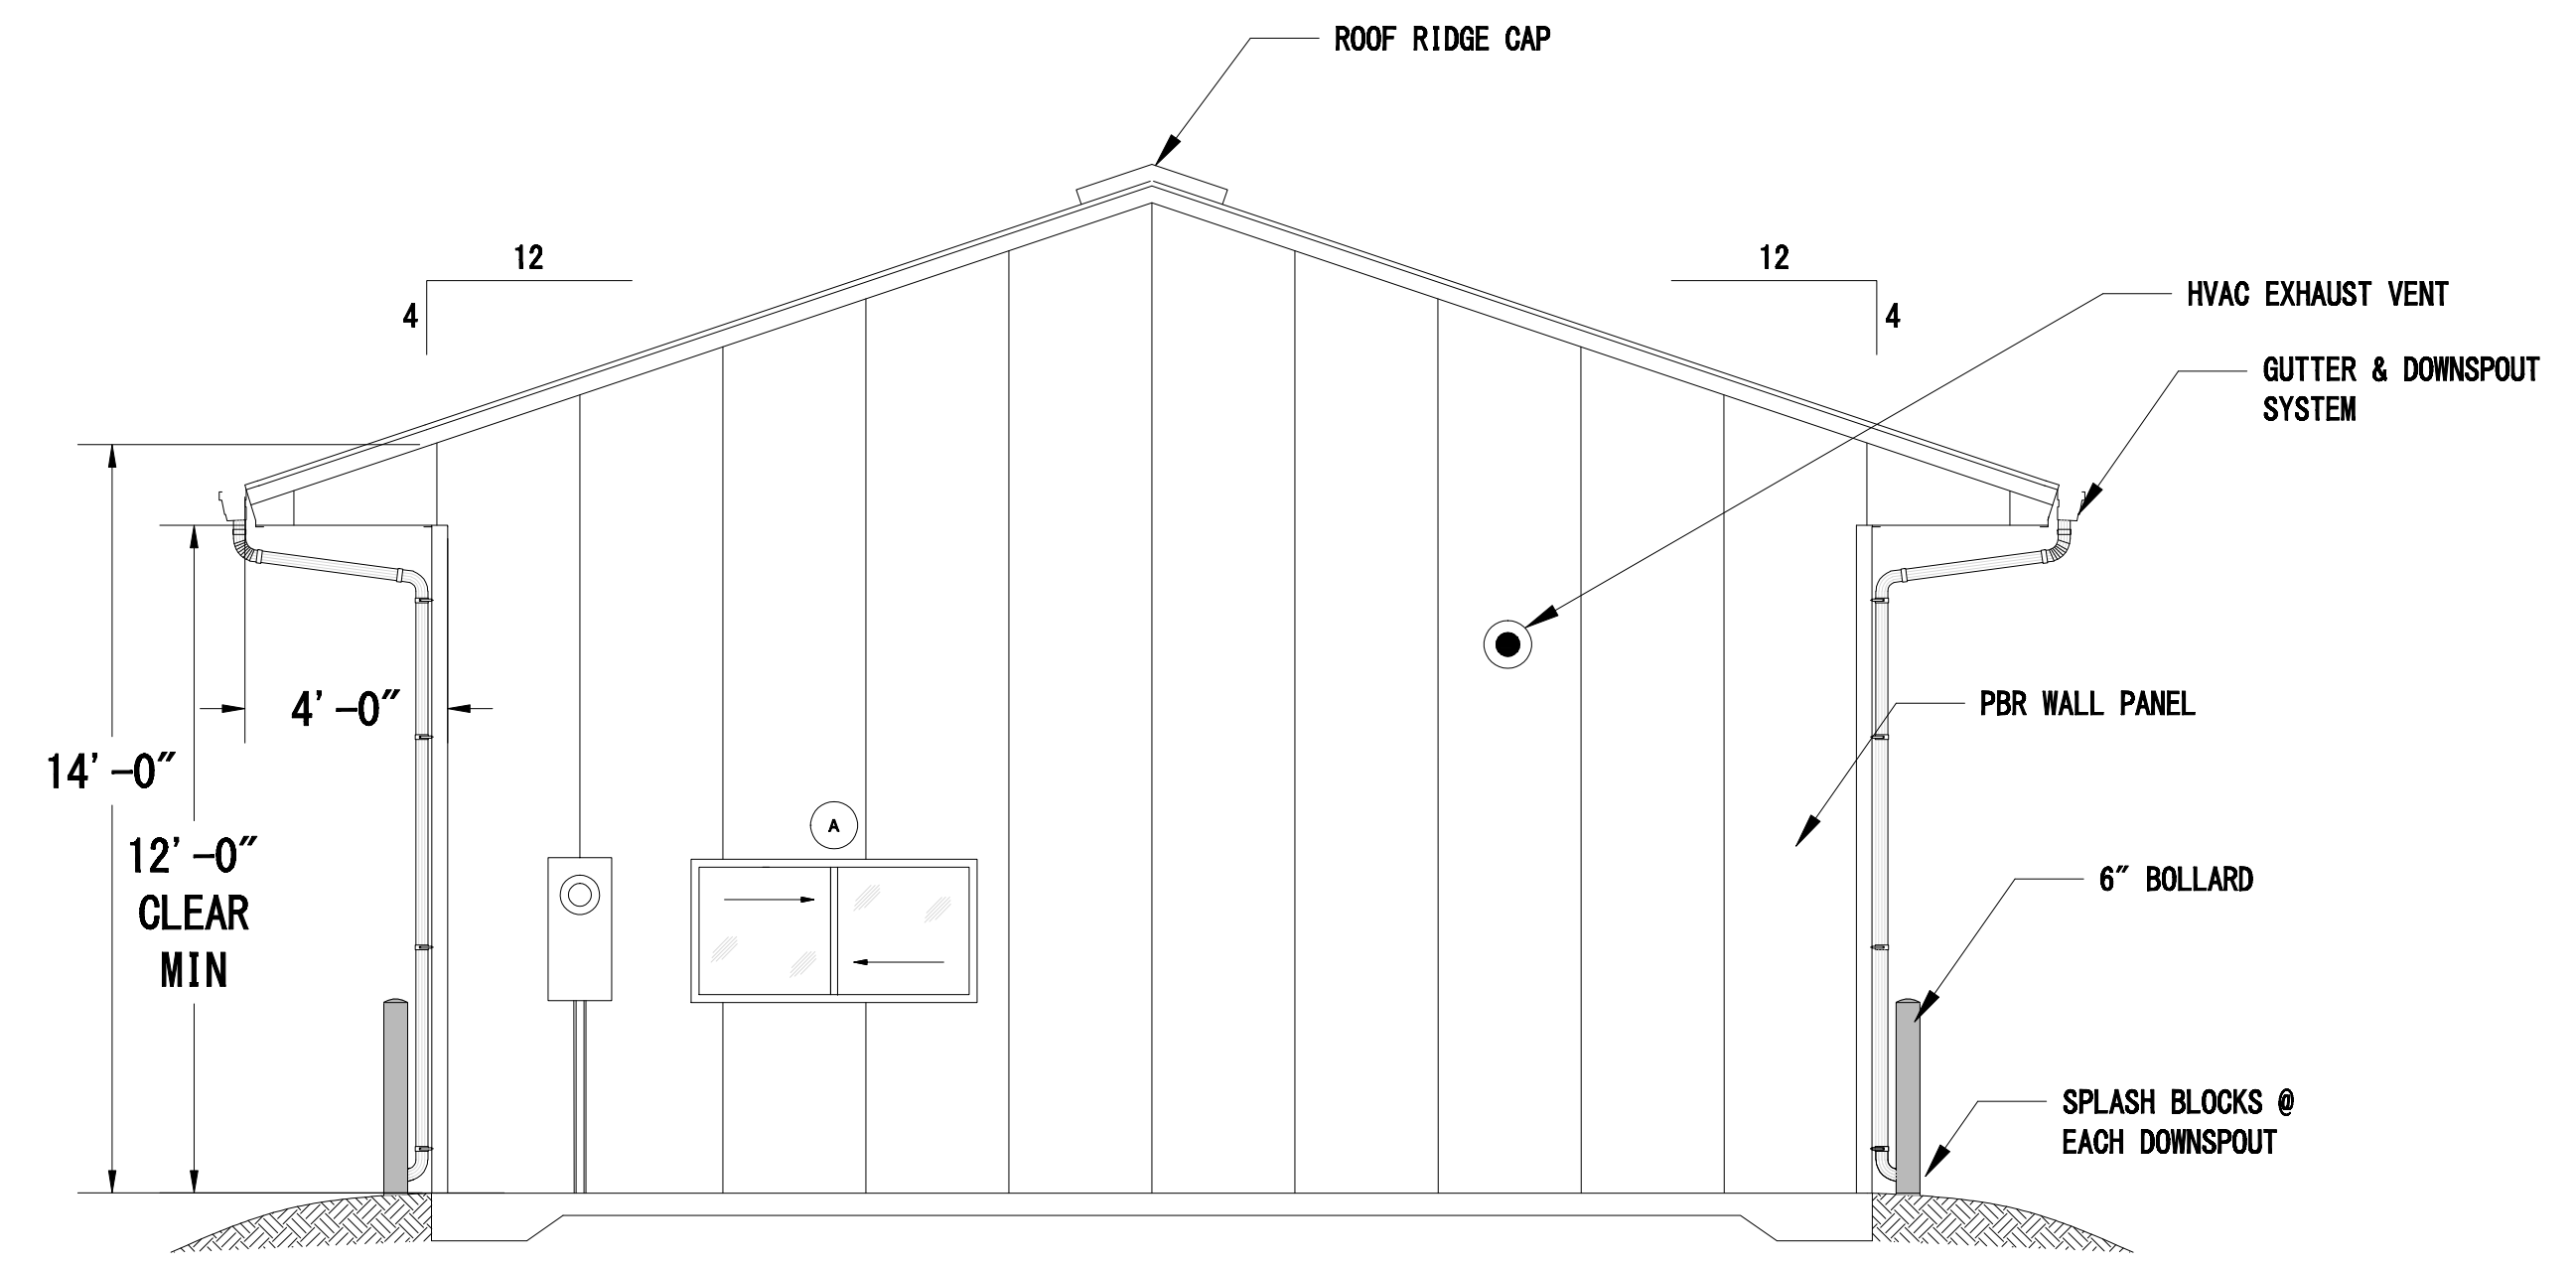 ROOF RIDGE CAP
12
4
12
4
HVAC EXHAUST VENT
GUTTER & DOWNSPOUT
SYSTEM
4'-0"
14'-0"
PBR WALL PANEL
A
12'-0"
CLEAR
MIN
6" BOLLARD
SPLASH BLOCKS @
EACH DOWNSPOUT